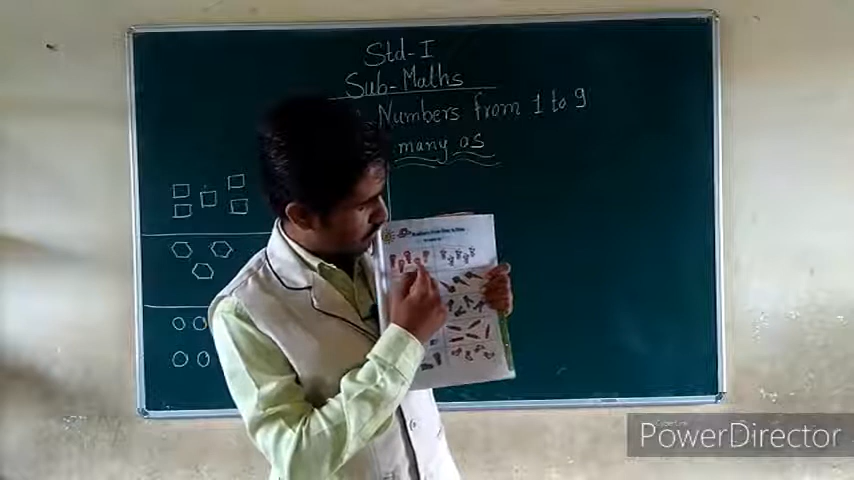 Std-I
Sub-Maths
Numbers from 1 to 9
many as
PowerDirector